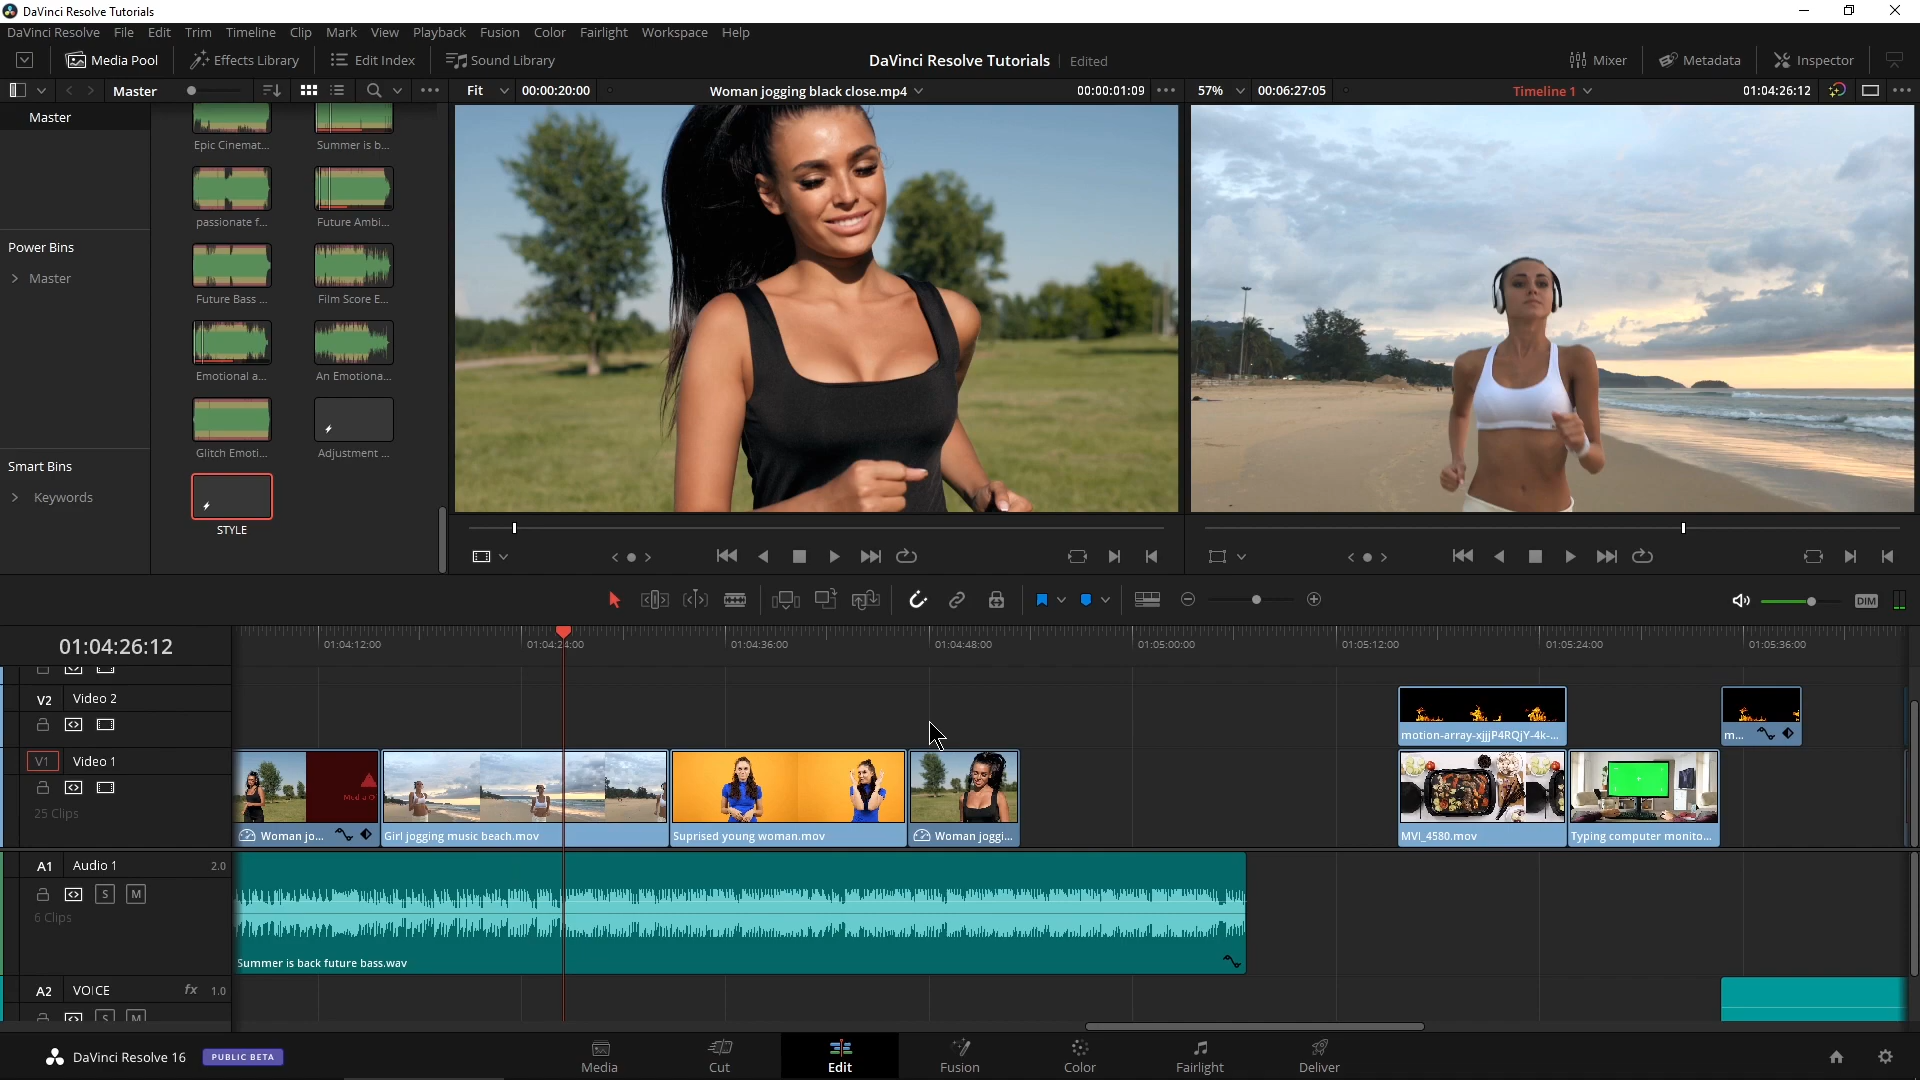 DaVinci Resolve Tutorials
DaVinci Resolve File Edit Trim Timeline Clip Mark View Playback Fusion Color Fairlight Workspace Help
Media Pool Effects Library Edit Index Sound Library DaVinci Resolve Tutorials Edited Mixer Metadata Inspector
Master Fit 00:00:20:00 Woman jogging black close.mp4 00:00:01:09 57% 00:06:27:05 Timeline 1 01:04:26:12
Master
Epic Cinemat... Summer is b...
passionate f... Future Ambi...
Power Bins
Master
Future Bass ... Film Score E...
Emotional a... An Emotiona...
Glitch Emoti... Adjustment ...
Smart Bins
Keywords
STYLE
DIM
01:04:26:12
01:04:12:00 01:04:24:00 01:04:36:00 01:04:48:00 01:05:00:00 01:05:12:00 01:05:24:00 01:05:36:00
V2 Video 2
motion-array-xjjjP4RQjY-4k-... m...
V1 Video 1
25 Clips
Woman jo... Girl jogging music beach.mov Suprised young woman.mov Woman joggi... MVI_4580.mov Typing computer monito...
A1 Audio 1 2.0
S M
6 Clips
Summer is back future bass.wav
A2 VOICE fx 1.0
S M
DaVinci Resolve 16 PUBLIC BETA
Media Cut Edit Fusion Color Fairlight Deliver